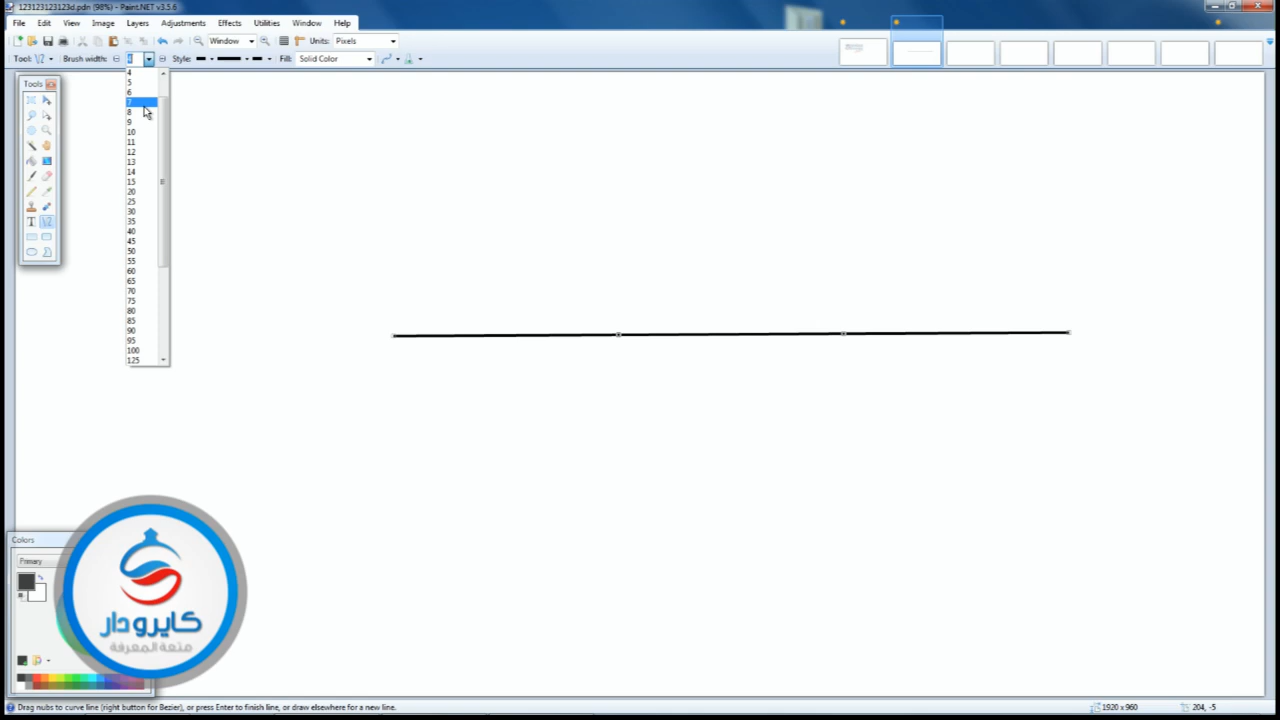 123123123123d.pdn (98%) - Paint.NET v3.5.6
File Edit View Image Layers Adjustments Effects Utilities Window Help
Window Units: Pixels
Tool: Brush width: Style: Fill: Solid Color
4
5
6
7
8
9
10
11
12
13
14
15
20
25
30
35
40
45
50
55
60
65
70
75
80
85
90
95
100
125
Tools
Colors
Primary
كايرودار
متعة المعرفة
Drag nubs to curve line (right button for Bezier), or press Enter to finish line, or draw elsewhere for a new line.
1920 x 960
204, -5